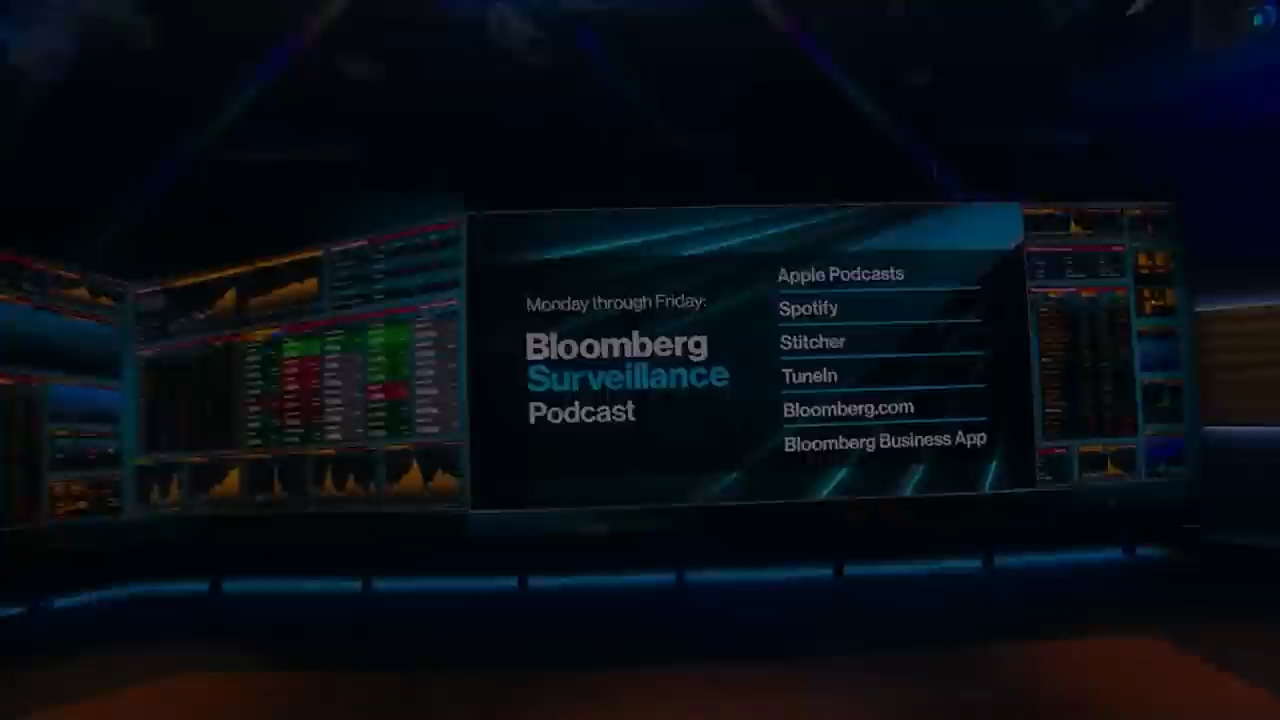 Monday through Friday:
Bloomberg
Surveillance
Podcast
Apple Podcasts
Spotify
Stitcher
TuneIn
Bloomberg.com
Bloomberg Business App